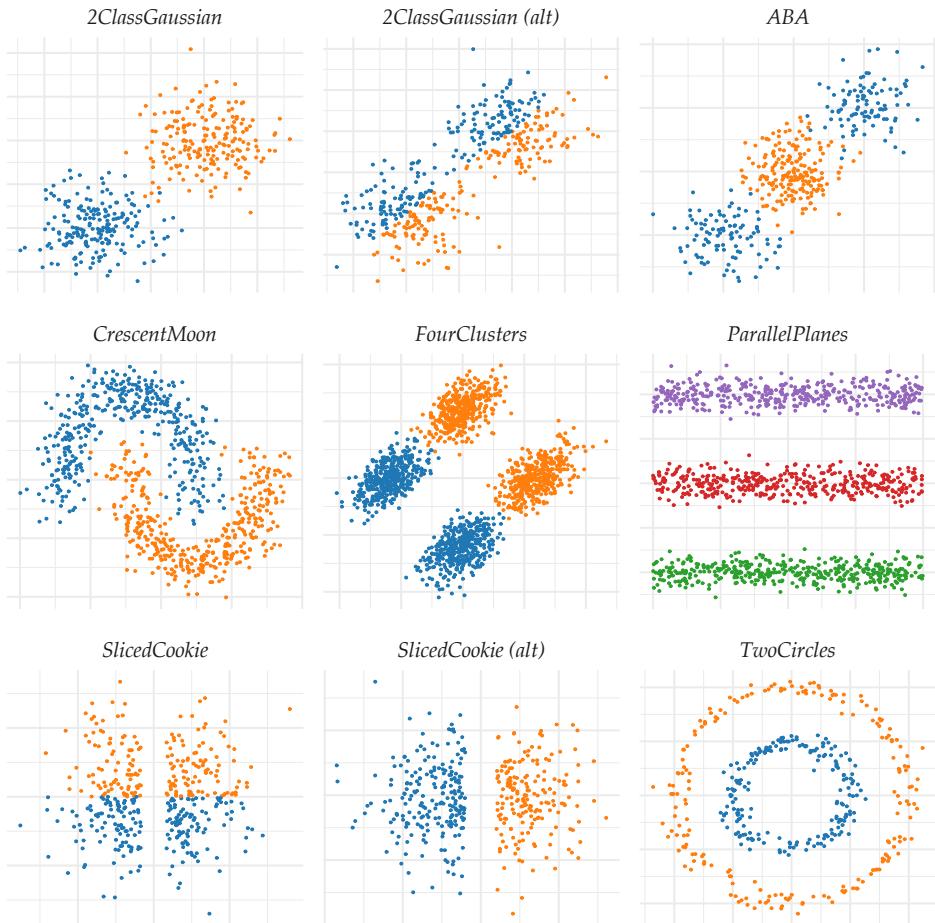 2ClassGaussian
2ClassGaussian (alt)
ABA
CrescentMoon
FourClusters
ParallelPlanes
SlicedCookie
SlicedCookie (alt)
TwoCircles